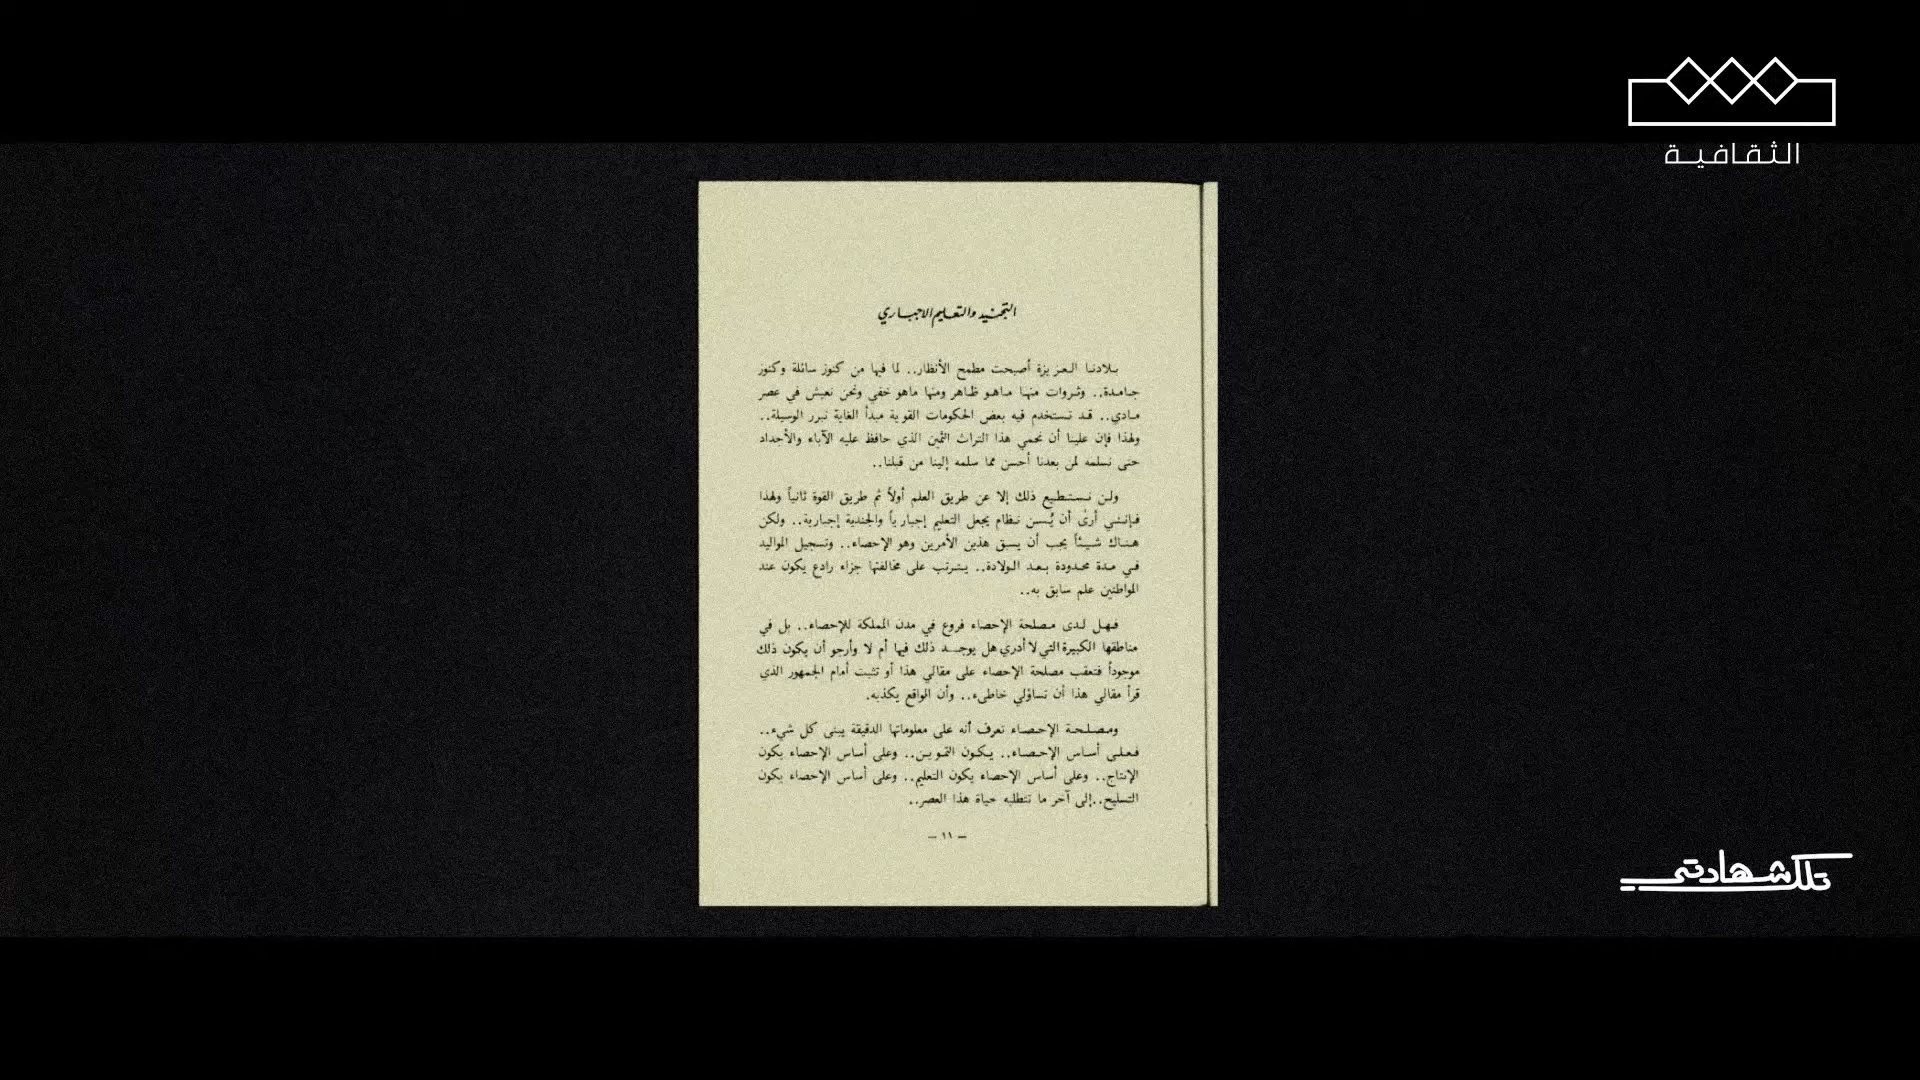 الثقافية
التجنيد والتعليم الاجباري
بلادنا العزيزة أصبحت مطمح الأنظار.. لما فيها من كنوز سائلة وكنوز
جامدة.. وثروات منها ماهو ظاهر ومنها ماهو خفي ونحن نعيش في عصر
مادي.. قد تستخدم فيه بعض الحكومات القوية مبدأ الغاية تبرر الوسيلة..
ولهذا فإن علينا أن نحمي هذا التراث الثمين الذي حافظ عليه الآباء والأجداد
حتى نسلمه لمن بعدنا أحسن مما سلمه إلينا من قبلنا..
ولن نستطيع ذلك إلا عن طريق العلم أولاً ثم طريق القوة ثانياً ولهذا
فإنني أرى أن يُسن نظام يجعل التعليم إجبارياً والجندية إجبارية.. ولكن
هناك شيئاً يجب أن يسبق هذين الأمرين وهو الإحصاء.. وتسجيل المواليد
في مدة محدودة بعد الولادة.. يترتب على مخالفتها جزاء رادع يكون عند
المواطنين علم سابق به..
فهل لدى مصلحة الإحصاء فروع في مدن المملكة للإحصاء.. بل في
مناطقها الكبيرة التي لا أدري هل يوجد ذلك فيها أم لا وأرجو أن يكون ذلك
موجوداً فتعقب مصلحة الإحصاء على مقالي هذا أو تثبت أمام الجمهور الذي
قرأ مقالي هذا أن تساؤلي خاطىء.. وأن الواقع يكذبه.
ومصلحة الإحصاء تعرف أنه على معلوماتها الدقيقة يبنى كل شيء..
فعلى أساس الإحصاء.. يكون التموين.. وعلى أساس الإحصاء يكون
الإنتاج.. وعلى أساس الإحصاء يكون التعليم.. وعلى أساس الإحصاء يكون
التسليح..إلى آخر ما تتطلبه حياة هذا العصر..
— ١١ —
تلك شهادتي